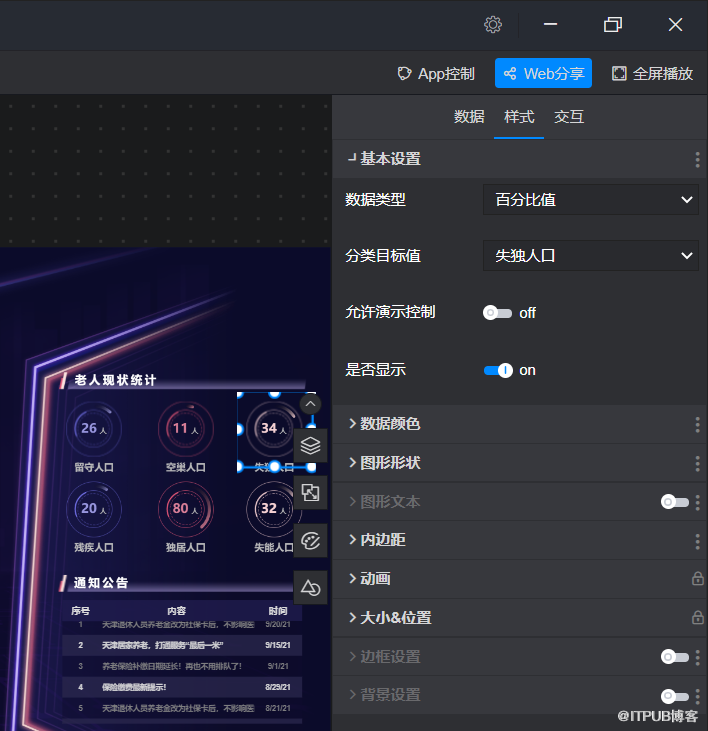 App控制
Web分享
全屏播放
数据 样式 交互
基本设置
数据类型 百分比值
分类目标值 失独人口
允许演示控制 off
是否显示 on
数据颜色
图形形状
图形文本
内边距
动画
大小&位置
边框设置
背景设置
老人现状统计
26人 11人 34人
留守人口 空巢人口 失独人口
20人 80人 32人
残疾人口 独居人口 失能人口
通知公告
序号 内容 时间
1 天津退休人员养老金改为社保卡后，不影响医 5/20/21
2 天津居家养老，打通服务“最后一米” 9/15/21
3 养老保险补缴日期延长！再也不用排队了！ 9/1/21
4 保险缴费最新提示！ 8/29/21
5 天津退休人员养老金改为社保卡后，不影响医 8/21/21
@ITPUB博客